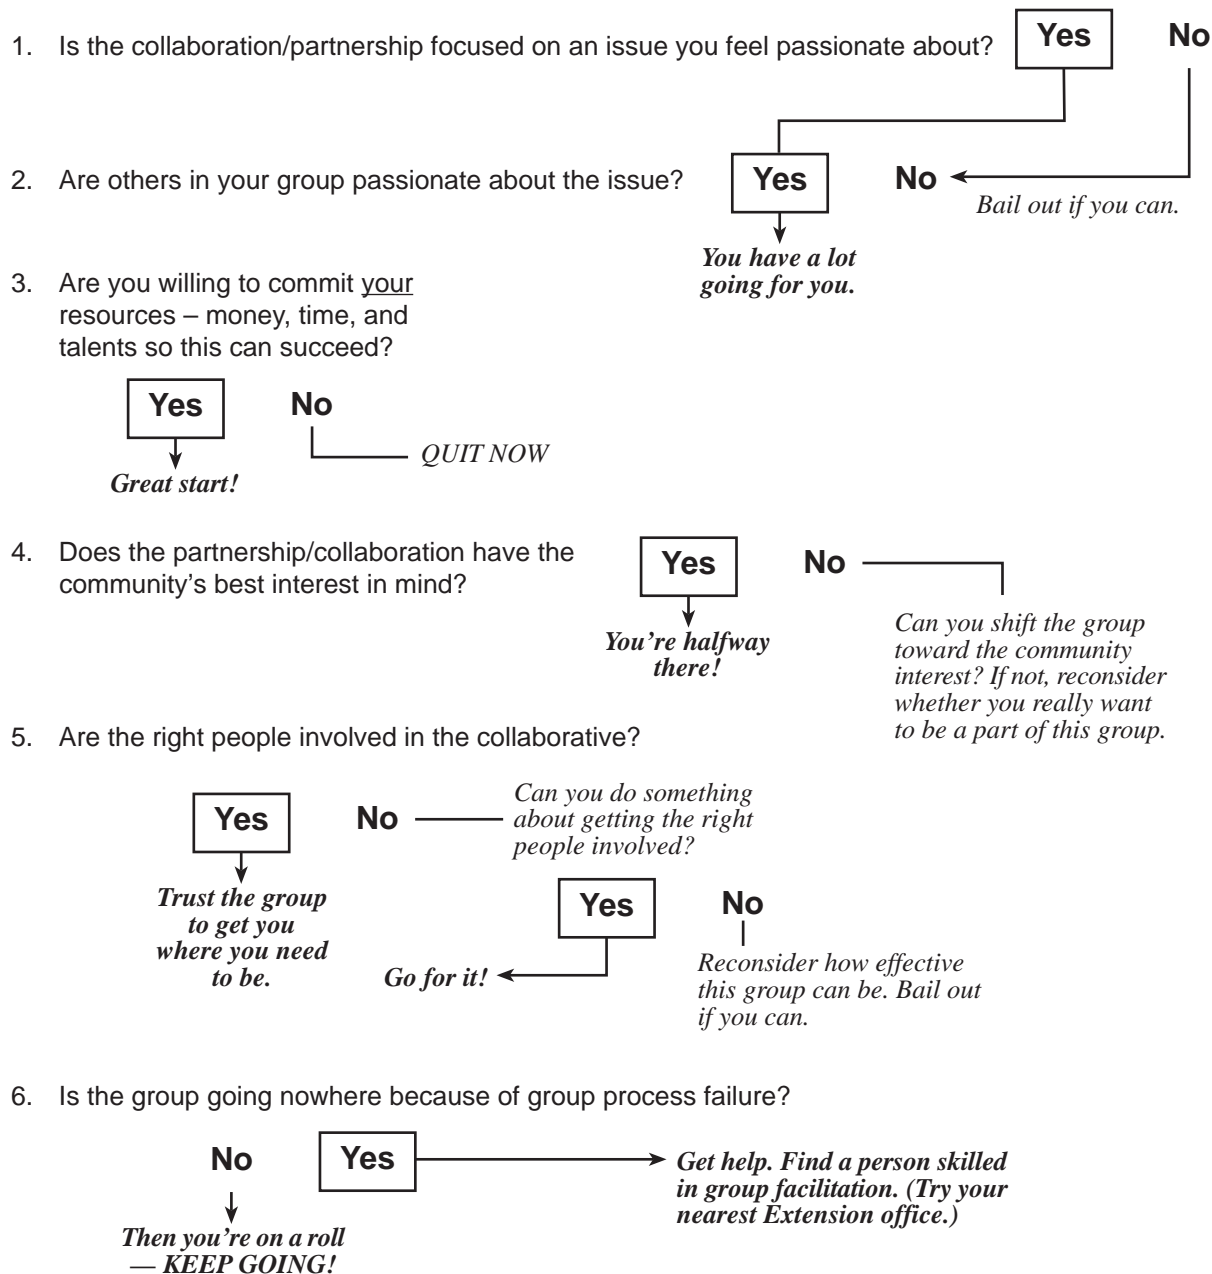 1. Is the collaboration/partnership focused on an issue you feel passionate about? Yes No
2. Are others in your group passionate about the issue? Yes No
Bail out if you can.
You have a lot
going for you.
3. Are you willing to commit your
resources – money, time, and
talents so this can succeed?
Yes No
QUIT NOW
Great start!
4. Does the partnership/collaboration have the
community’s best interest in mind?
Yes No
You’re halfway
there!
Can you shift the group
toward the community
interest? If not, reconsider
whether you really want
to be a part of this group.
5. Are the right people involved in the collaborative?
Yes No
Can you do something
about getting the right
people involved?
Trust the group
to get you
where you need
to be.
Yes No
Go for it!
Reconsider how effective
this group can be. Bail out
if you can.
6. Is the group going nowhere because of group process failure?
No Yes
Get help. Find a person skilled
in group facilitation. (Try your
nearest Extension office.)
Then you’re on a roll
— KEEP GOING!